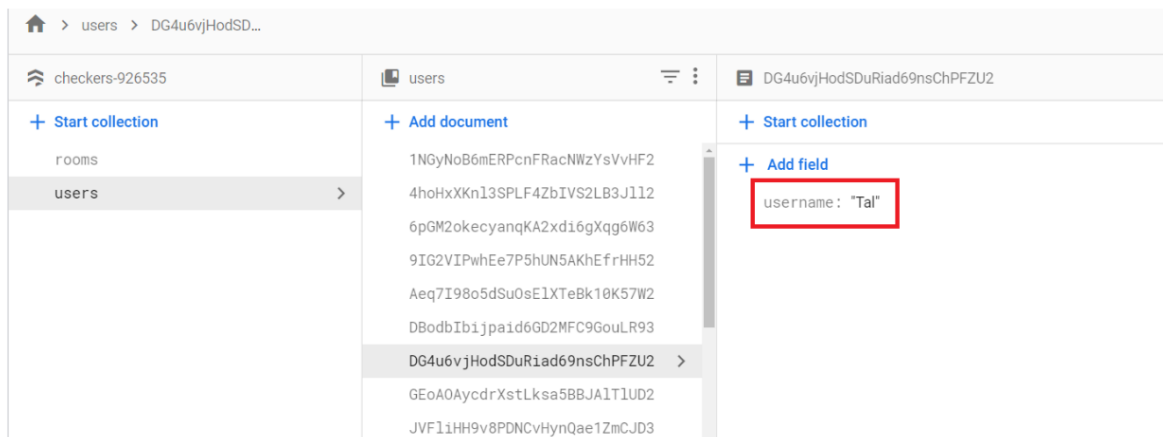 > users > DG4u6vjHodSD...
checkers-926535
+ Start collection
rooms
users
users
+ Add document
1NGyNoB6mERPcnFRacNWzYsVvHF2
4hoHxXKnl3SPLF4ZbIVS2LB3Jll2
6pGM2okecyanqKA2xdi6gXqg6W63
9IG2VIPwhEe7P5hUN5AKhEfrHH52
Aeq7I98o5dSuOsElXTeBk10K57W2
DBodbIbijpaid6GD2MFC9GouLR93
DG4u6vjHodSDuRiad69nsChPFZU2
GEoAOAycdrXstLksa5BBJAlTlUD2
JVFliHH9v8PDNCvHynQae1ZmCJD3
DG4u6vjHodSDuRiad69nsChPFZU2
+ Start collection
+ Add field
username: "Tal"